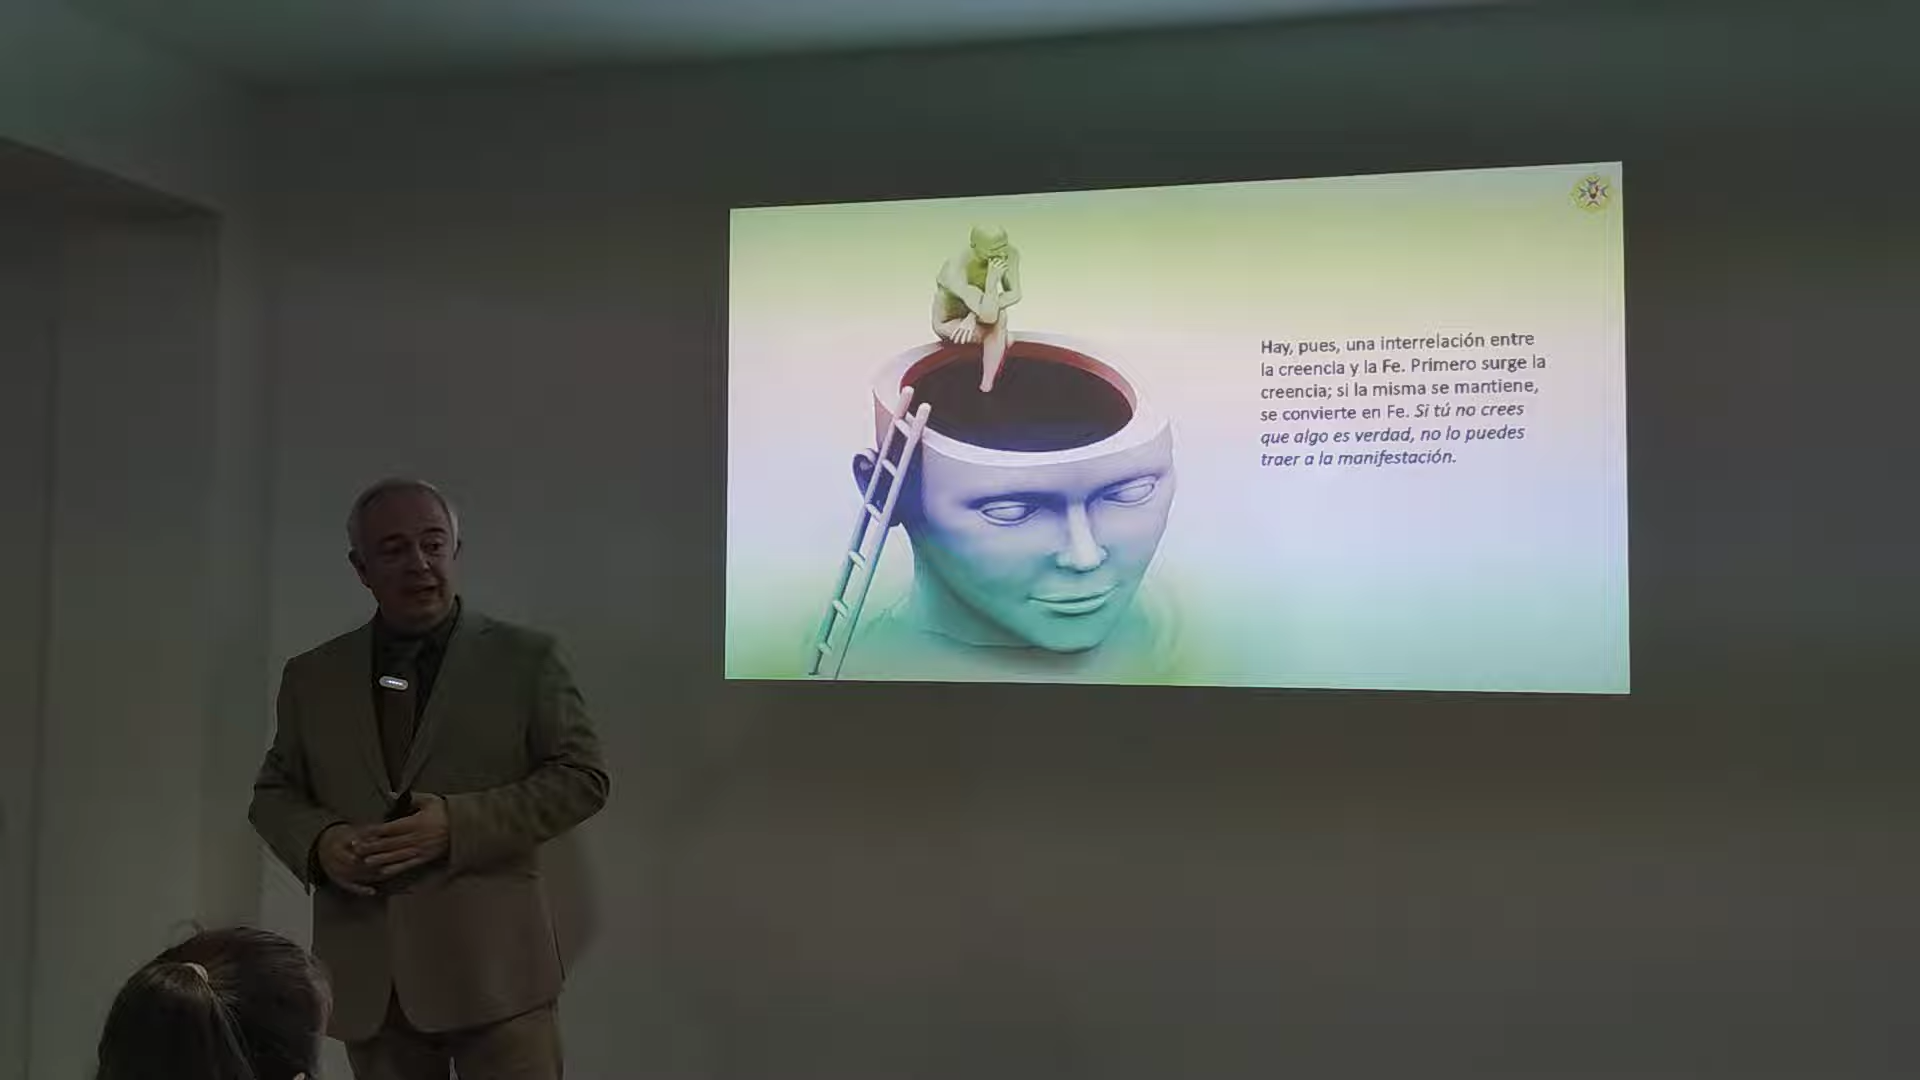 Hay, pues, una interrelación entre
la creencia y la Fe. Primero surge la
creencia; si la misma se mantiene,
se convierte en Fe. Si tú no crees
que algo es verdad, no lo puedes
traer a la manifestación.